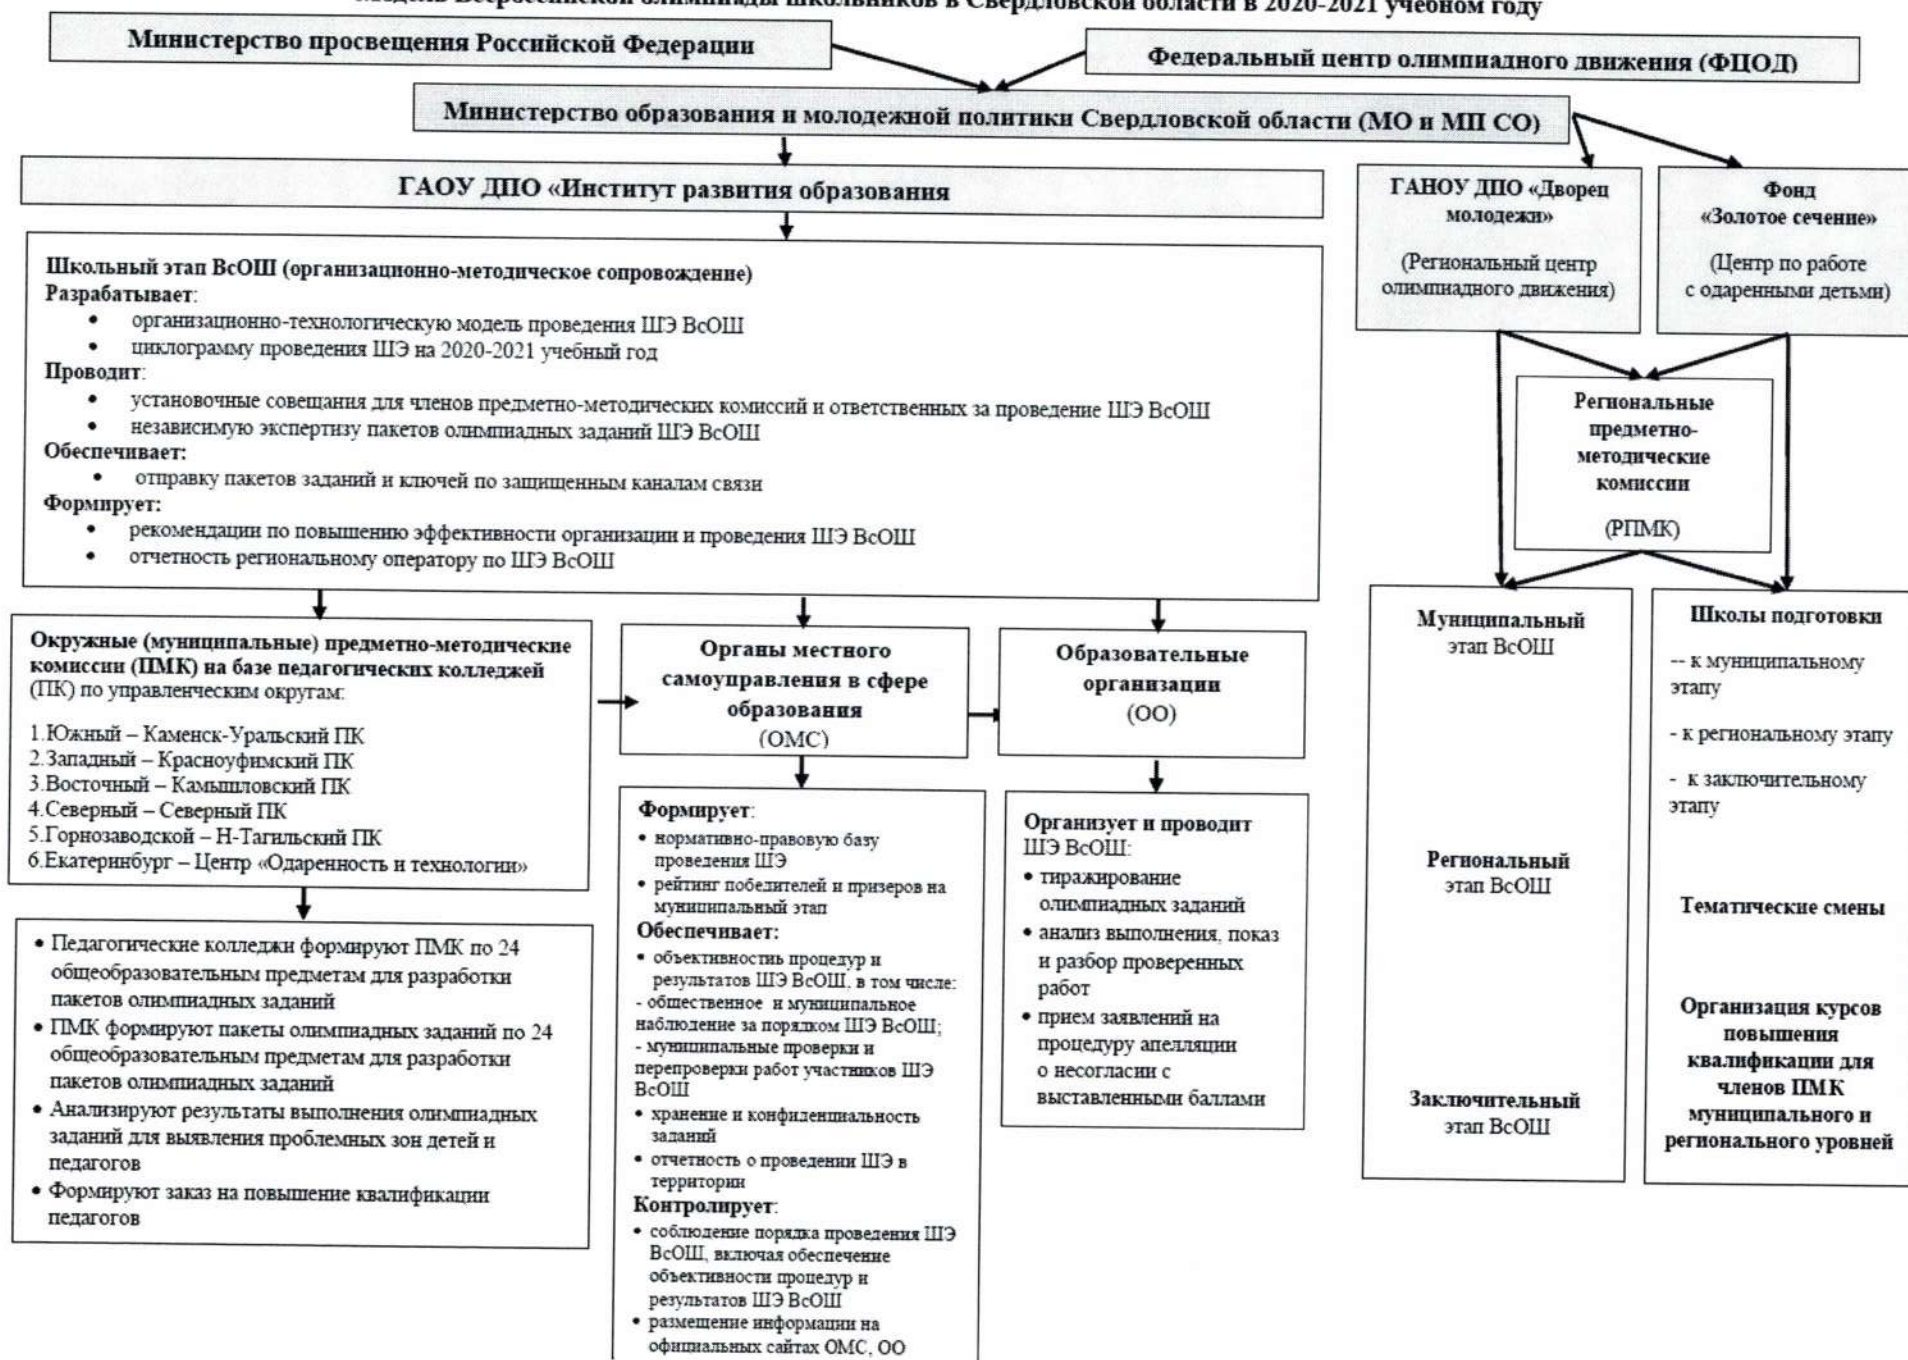 Модель Всероссийской олимпиады школьников в Свердловской области в 2020-2021 учебном году
Министерство просвещения Российской Федерации
Федеральный центр олимпиадного движения (ФЦОД)
Министерство образования и молодежной политики Свердловской области (МО и МП СО)
ГАОУ ДПО «Институт развития образования
ГАНОУ ДПО «Дворец
молодежи»
(Региональный центр
олимпиадного движения)
Фонд
«Золотое сечение»
(Центр по работе
с одаренными детьми)
Школьный этап ВсОШ (организационно-методическое сопровождение)
Разрабатывает:
• организационно-технологическую модель проведения ШЭ ВсОШ
• циклограмму проведения ШЭ на 2020-2021 учебный год
Проводит:
• установочные совещания для членов предметно-методических комиссий и ответственных за проведение ШЭ ВсОШ
• независимую экспертизу пакетов олимпиадных заданий ШЭ ВсОШ
Обеспечивает:
• отправку пакетов заданий и ключей по защищенным каналам связи
Формирует:
• рекомендации по повышению эффективности организации и проведения ШЭ ВсОШ
• отчетность региональному оператору по ШЭ ВсОШ
Региональные
предметно-
методические
комиссии
(РПМК)
Окружные (муниципальные) предметно-методические
комиссии (ПМК) на базе педагогических колледжей
(ПК) по управленческим округам:
1.Южный – Каменск-Уральский ПК
2.Западный – Красноуфимский ПК
3.Восточный – Камышловский ПК
4.Северный – Северный ПК
5.Горнозаводской – Н-Тагильский ПК
6.Екатеринбург – Центр «Одаренность и технологии»
Органы местного
самоуправления в сфере
образования
(ОМС)
Образовательные
организации
(ОО)
• Педагогические колледжи формируют ПМК по 24
общеобразовательным предметам для разработки
пакетов олимпиадных заданий
• ПМК формируют пакеты олимпиадных заданий по 24
общеобразовательным предметам для разработки
пакетов олимпиадных заданий
• Анализируют результаты выполнения олимпиадных
заданий для выявления проблемных зон детей и
педагогов
• Формируют заказ на повышение квалификации
педагогов
Формирует:
• нормативно-правовую базу
проведения ШЭ
• рейтинг победителей и призеров на
муниципальный этап
Обеспечивает:
• объективностиь процедур и
результатов ШЭ ВсОШ, в том числе:
- общественное и муниципальное
наблюдение за порядком ШЭ ВсОШ;
- муниципальные проверки и
перепроверки работ участников ШЭ
ВсОШ
• хранение и конфиденциальность
заданий
• отчетность о проведении ШЭ в
территории
Контролирует:
• соблюдение порядка проведения ШЭ
ВсОШ, включая обеспечение
объективности процедур и
результатов ШЭ ВсОШ
• размещение информации на
официальных сайтах ОМС, ОО
Организует и проводит
ШЭ ВсОШ:
• тиражирование
олимпиадных заданий
• анализ выполнения, показ
и разбор проверенных
работ
• прием заявлений на
процедуру апелляции
о несогласии с
выставленными баллами
Муниципальный
этап ВсОШ
Региональный
этап ВсОШ
Заключительный
этап ВсОШ
Школы подготовки
-- к муниципальному
этапу
- к региональному этапу
- к заключительному
этапу
Тематические смены
Организация курсов
повышения
квалификации для
членов ПМК
муниципального и
регионального уровней